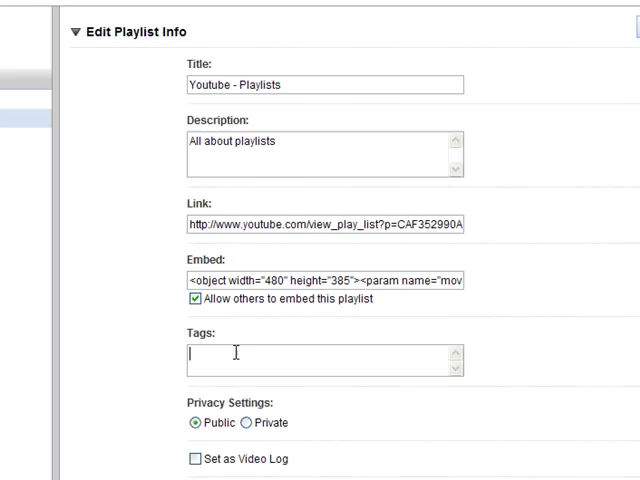 Edit Playlist Info
Title:
Youtube - Playlists
Description:
All about playlists
Link:
http://www.youtube.com/view_play_list?p=CAF352990A
Embed:
<object width="480" height="385"><param name="mov
Allow others to embed this playlist
Tags:
Privacy Settings:
Public Private
Set as Video Log